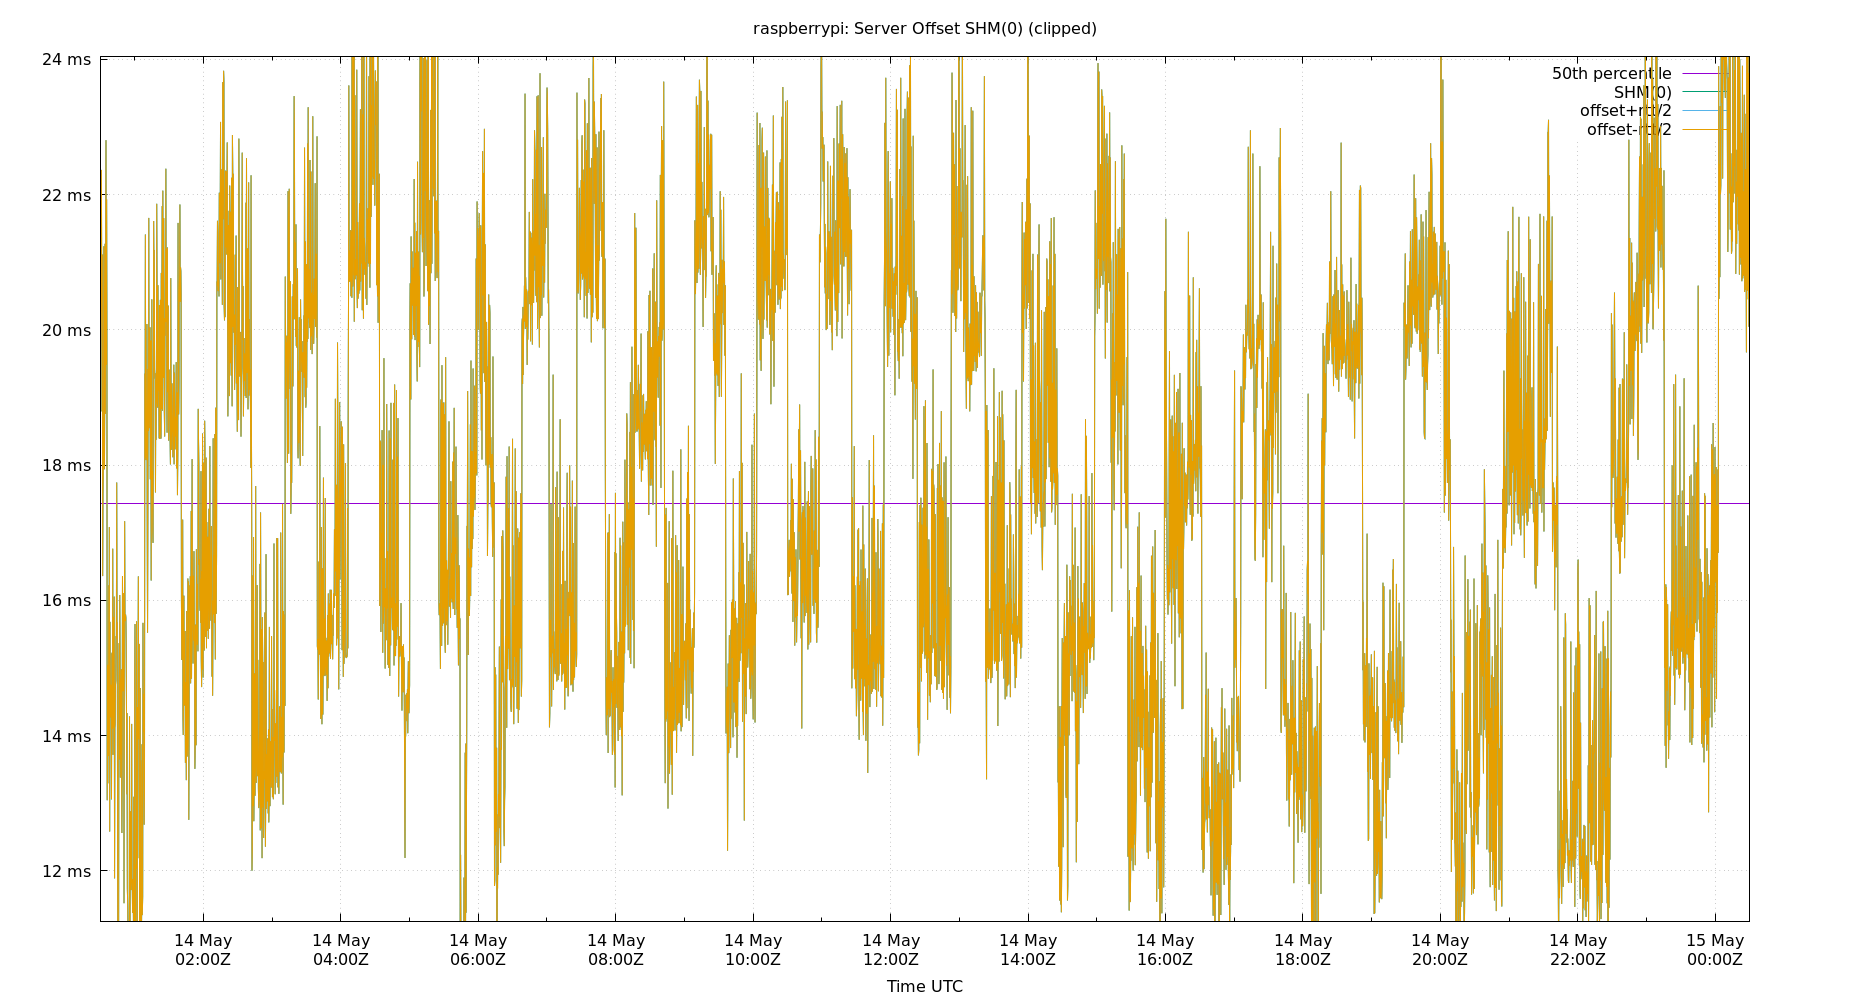 raspberrypi: Server Offset SHM(0) (clipped)
24 ms
22 ms
20 ms
18 ms
16 ms
14 ms
12 ms
50th percentile
SHM(0)
offset+rtt/2
offset-rtt/2
14 May 14 May 14 May 14 May 14 May 14 May 14 May 14 May 14 May 14 May 14 May 15 May
02:00Z 04:00Z 06:00Z 08:00Z 10:00Z 12:00Z 14:00Z 16:00Z 18:00Z 20:00Z 22:00Z 00:00Z
Time UTC